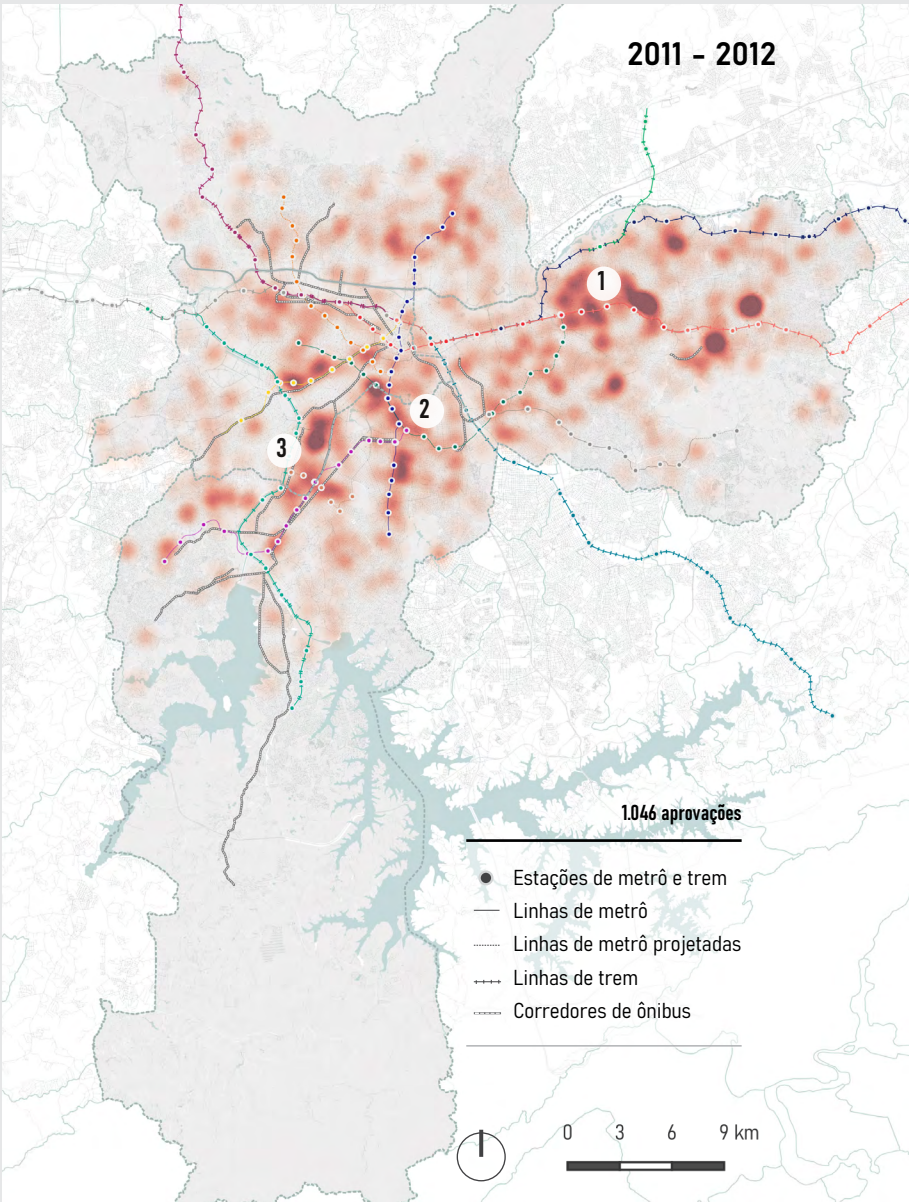 2011 - 2012
1
2
3
1.046 aprovações
Estações de metrô e trem
Linhas de metrô
Linhas de metrô projetadas
Linhas de trem
Corredores de ônibus
0 3 6 9 km